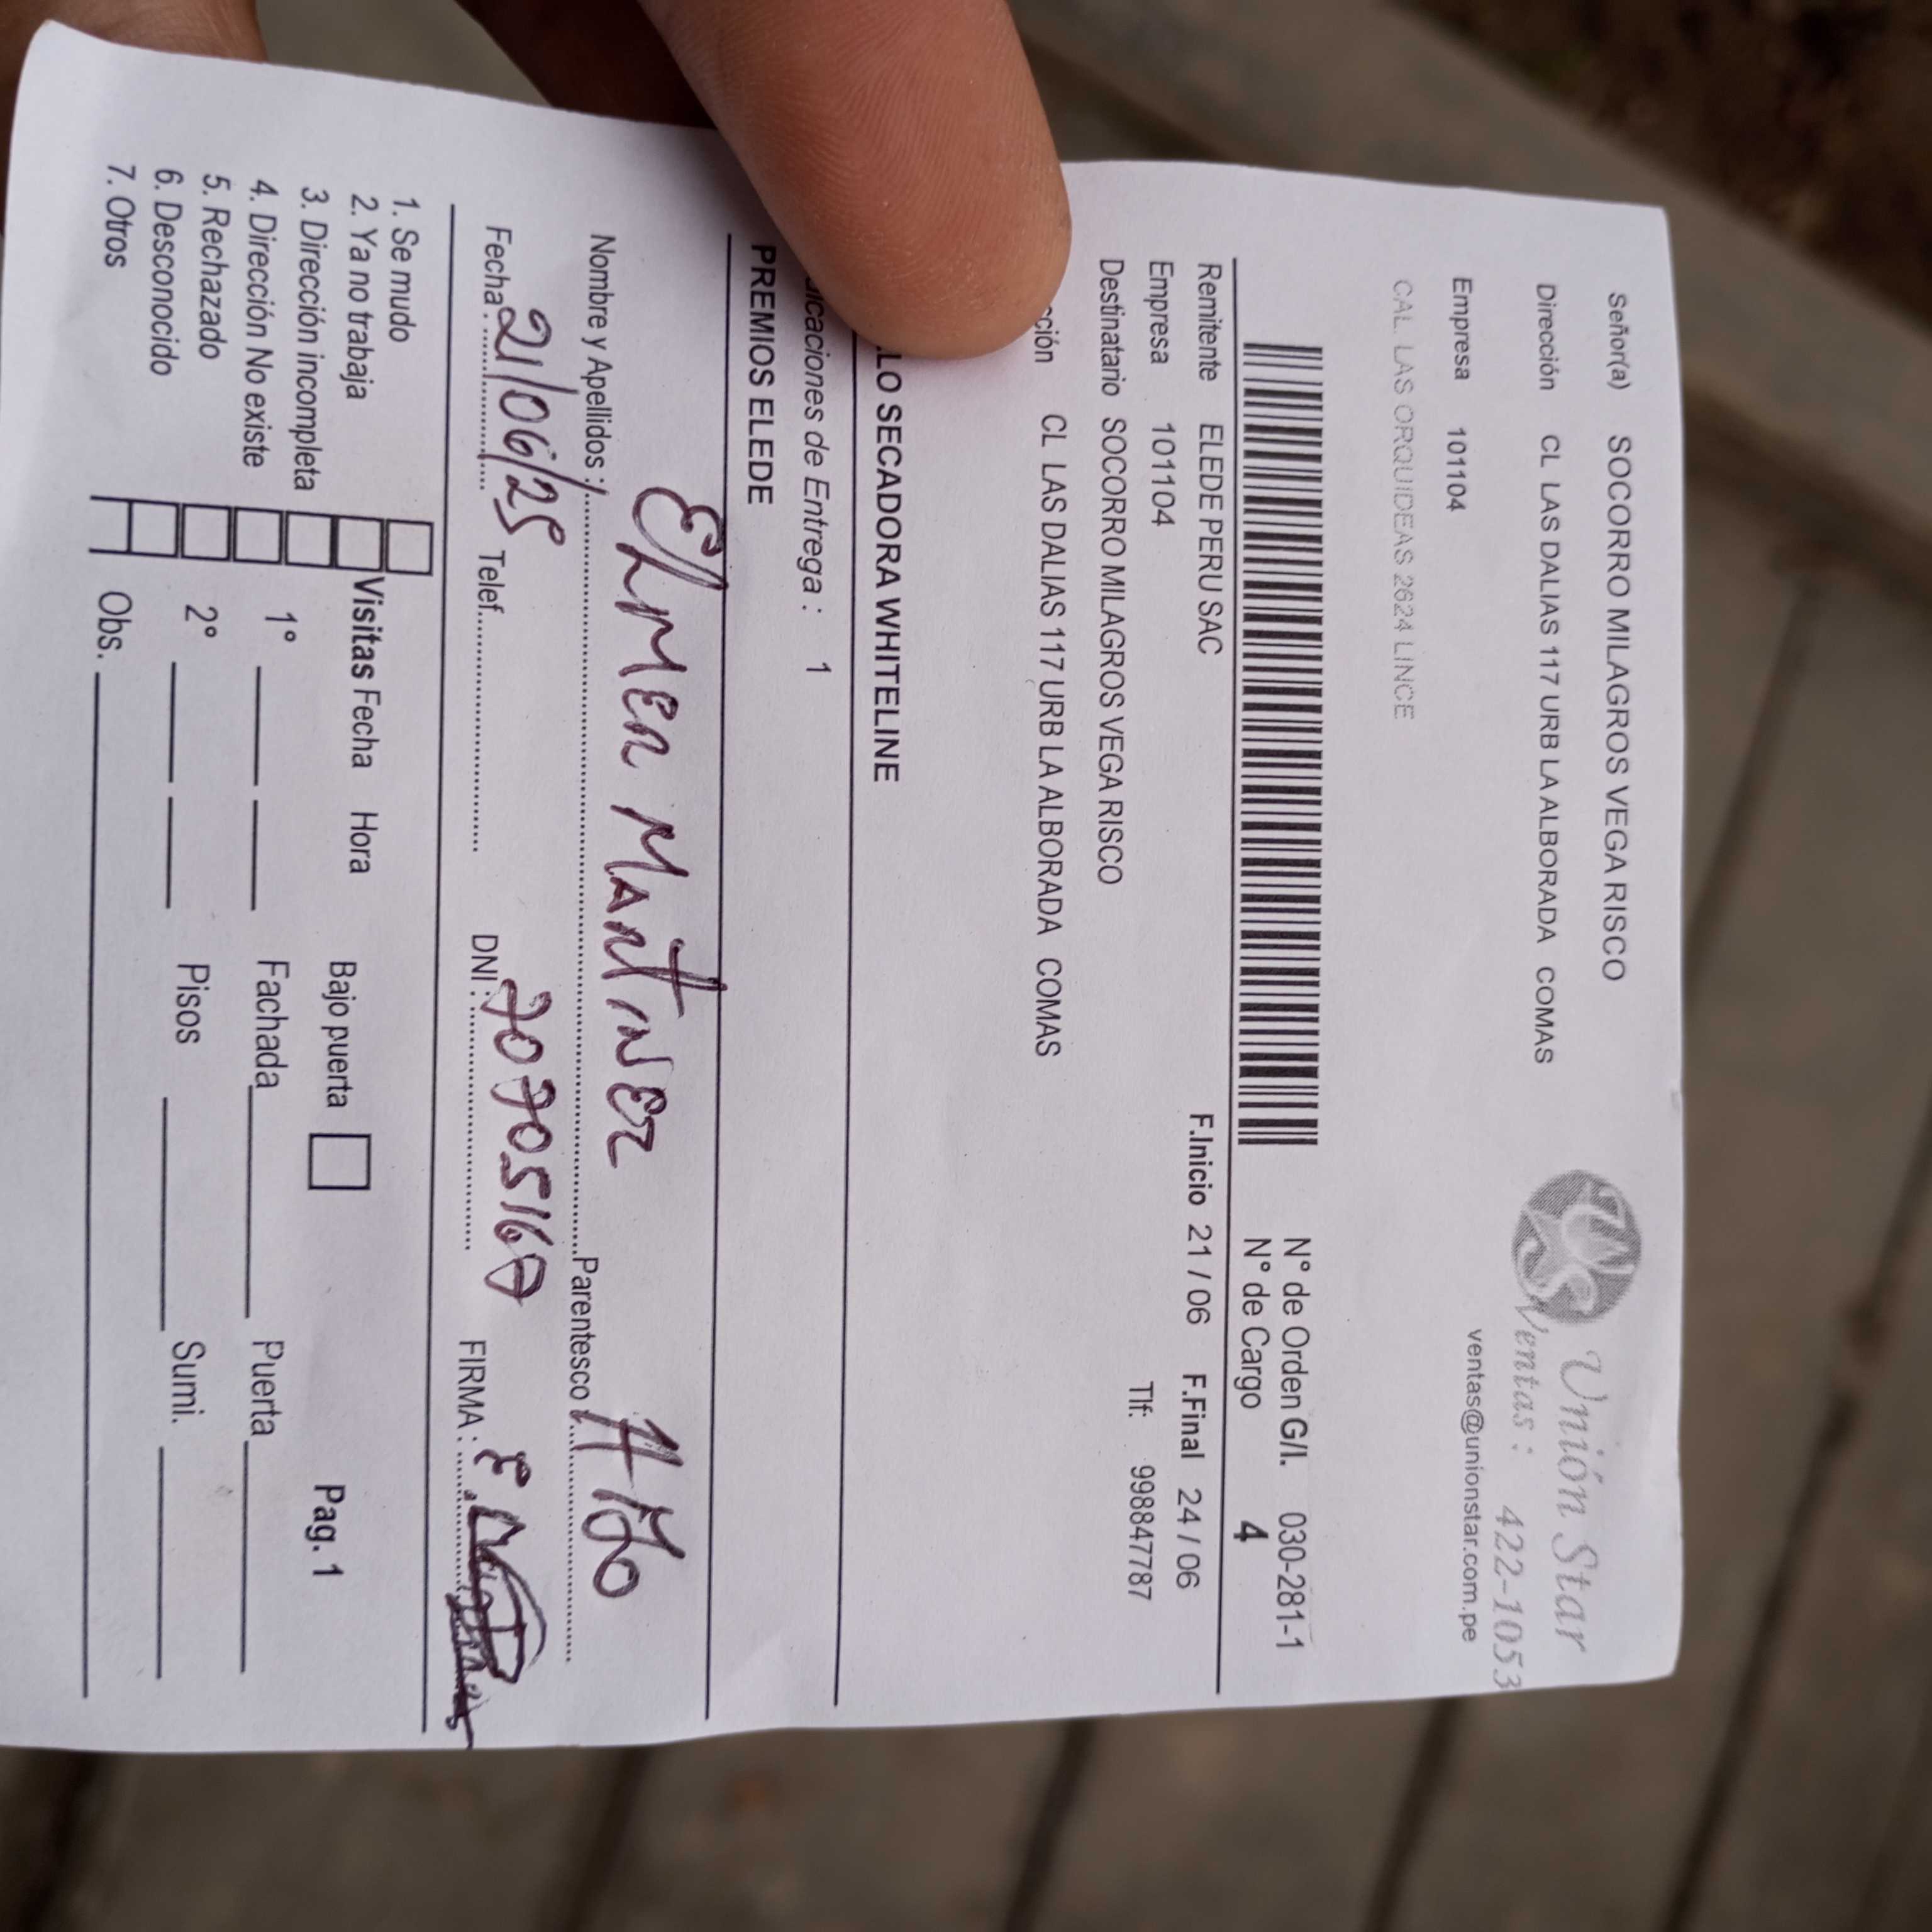 Señor(a) SOCORRO MILAGROS VEGA RISCO
Unión Star
Dirección CL LAS DALIAS 117 URB LA ALBORADA COMAS
Ventas : 422-1053
Empresa 101104
ventas@unionstar.com.pe
CAL. LAS ORQUIDEAS 2624 LINCE
N° de Orden G/I. 030-281-1
N° de Cargo 4
Remitente ELEDE PERU SAC
F.Inicio 21 / 06 F.Final 24 / 06
Empresa 101104
Tlf: 998847787
Destinatario SOCORRO MILAGROS VEGA RISCO
CL LAS DALIAS 117 URB LA ALBORADA COMAS
SECADORA WHITELINE
de Entrega : 1
PREMIOS ELEDE
Nombre y Apellidos : Elmer Martinez Parentesco :
Fecha: 21/06/25 Telef. DNI: FIRMA :
1. Se mudo
2. Ya no trabaja
3. Dirección incompleta
4. Dirección No existe
5. Rechazado
6. Desconocido
7. Otros
Visitas Fecha Hora Bajo puerta Pag. 1
1° Fachada Puerta
2° Pisos Sumi.
Obs.